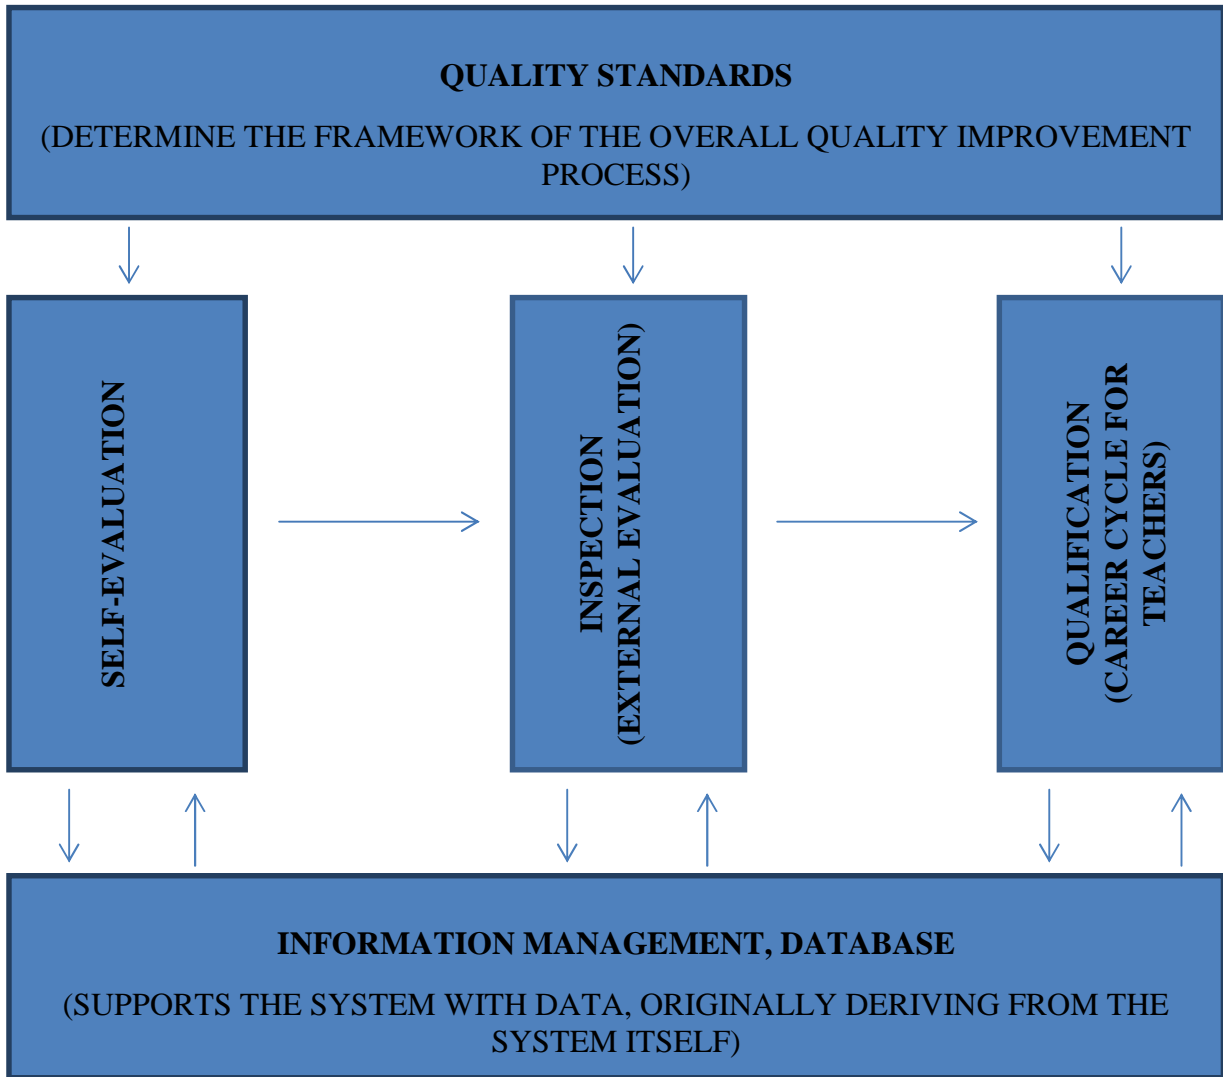 QUALITY STANDARDS
(DETERMINE THE FRAMEWORK OF THE OVERALL QUALITY IMPROVEMENT
PROCESS)
SELF-EVALUATION
INSPECTION
(EXTERNAL EVALUATION)
QUALIFICATION
(CAREER CYCLE FOR
TEACHERS)
INFORMATION MANAGEMENT, DATABASE
(SUPPORTS THE SYSTEM WITH DATA, ORIGINALLY DERIVING FROM THE
SYSTEM ITSELF)